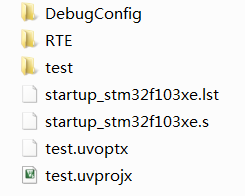 DebugConfig
RTE
test
startup_stm32f103xe.lst
startup_stm32f103xe.s
test.uvoptx
test.uvprojx